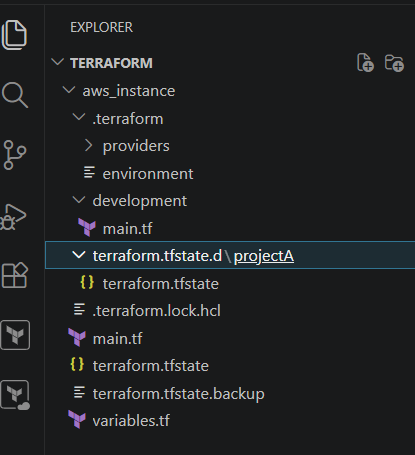 EXPLORER
TERRAFORM
aws_instance
.terraform
providers
environment
development
main.tf
terraform.tfstate.d\projectA
terraform.tfstate
.terraform.lock.hcl
main.tf
terraform.tfstate
terraform.tfstate.backup
variables.tf